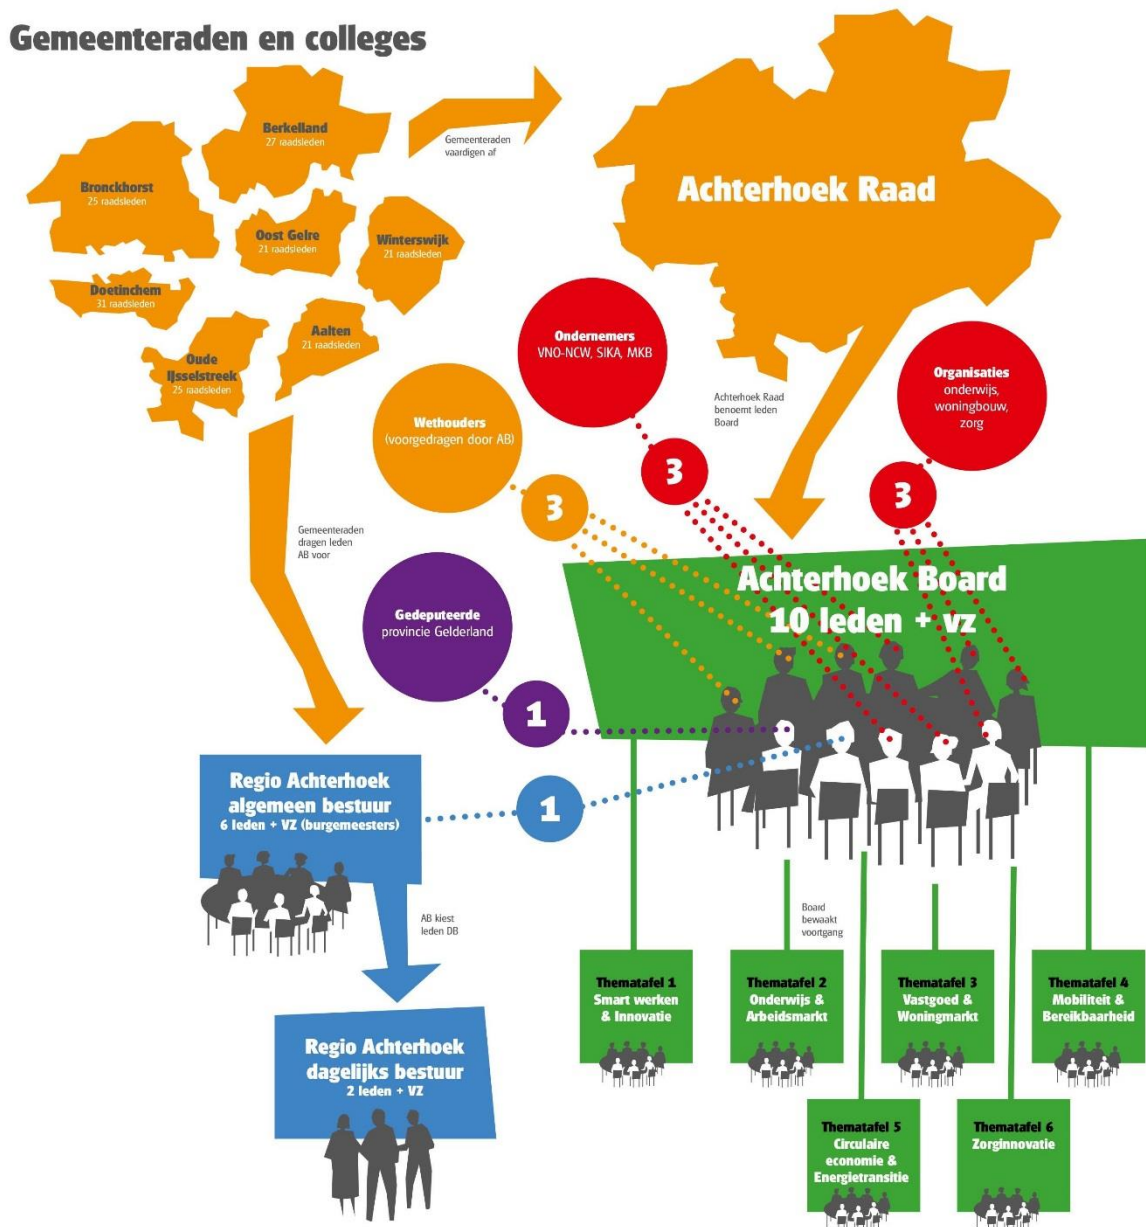 Gemeenteraden en colleges
Berkelland
27 raadsleden
Bronckhorst
25 raadsleden
Oost Gelre
21 raadsleden
Winterswijk
21 raadsleden
Doetinchem
31 raadsleden
Aalten
21 raadsleden
Oude
IJsselstreek
25 raadsleden
Gemeenteraden
vaardigen af
Achterhoek Raad
Ondernemers
VNO-NCW, SIKA, MKB
Organisaties
onderwijs,
woningbouw,
zorg
Wethouders
(voorgedragen door AB)
Achterhoek Raad
benoemt leden
Board
3
3
3
Gemeenteraden
dragen leden
AB voor
Gedeputeerde
provincie Gelderland
1
Achterhoek Board
10 leden + vz
Regio Achterhoek
algemeen bestuur
6 leden + VZ (burgemeesters)
1
AB kiest
leden DB
Board
bewaakt
voortgang
Regio Achterhoek
dagelijks bestuur
2 leden + VZ
Thematafel 1
Smart werken
& Innovatie
Thematafel 2
Onderwijs &
Arbeidsmarkt
Thematafel 3
Vastgoed &
Woningmarkt
Thematafel 4
Mobiliteit &
Bereikbaarheid
Thematafel 5
Circulaire
economie &
Energietransitie
Thematafel 6
Zorginnovatie